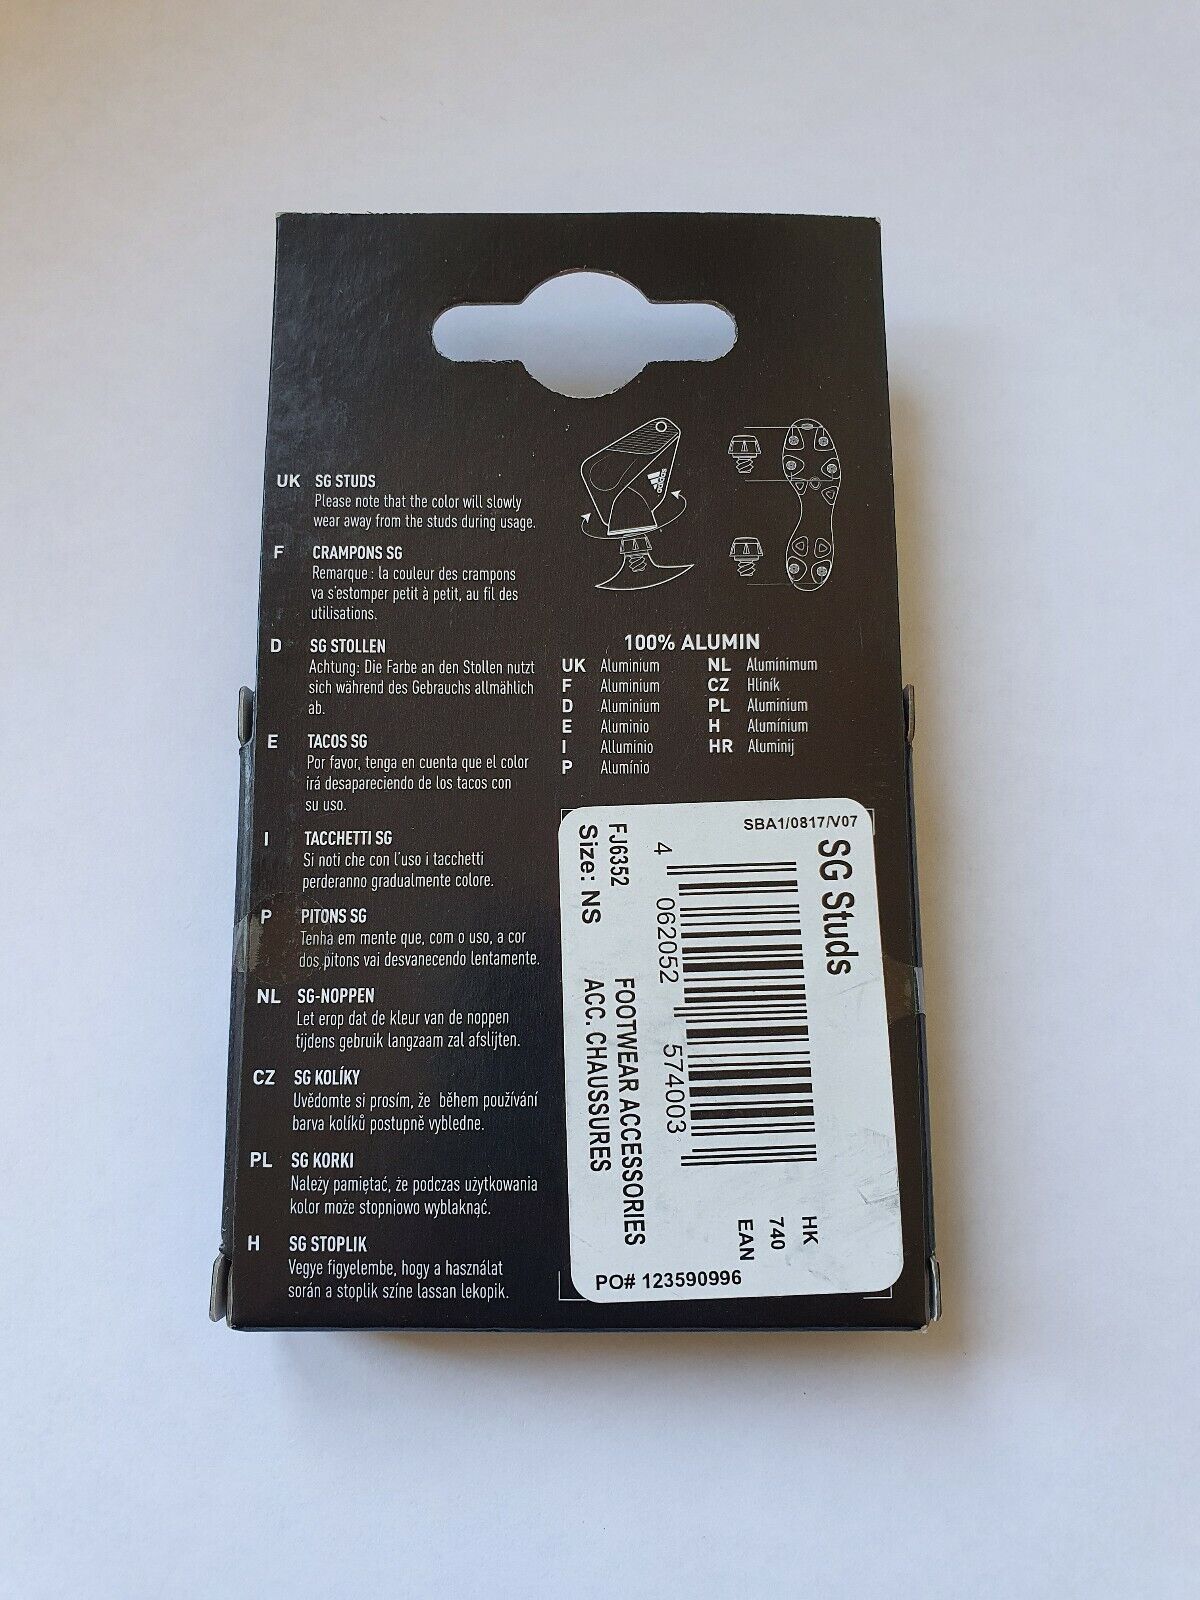 adidas
UK SG STUDS
Please note that the color will slowly
wear away from the studs during usage.
F CRAMPONS SG
Remarque : la couleur des crampons
va s'estomper petit à petit, au fil des
utilisations.
D SG STOLLEN
Achtung: Die Farbe an den Stollen nutzt
sich während des Gebrauchs allmählich
ab.
E TACOS SG
Por favor, tenga en cuenta que el color
irá desapareciendo de los tacos con
su uso.
I TACCHETTI SG
Si noti che con l'uso i tacchetti
perderanno gradualmente colore.
P PITONS SG
Tenha em mente que, com o uso, a cor
dos pitons vai desvanecendo lentamente.
NL SG-NOPPEN
Let erop dat de kleur van de noppen
tijdens gebruik langzaam zal afslijten.
CZ SG KOLÍKY
Uvědomte si prosím, že během používání
barva kolíků postupně vybledne.
PL SG KORKI
Należy pamiętać, że podczas użytkowania
kolor może stopniowo wyblaknąć.
H SG STOPLIK
Vegye figyelembe, hogy a használat
során a stoplik színe lassan lekopik.
100% ALUMIN
UK Aluminium
F Aluminium
D Aluminium
E Aluminio
I Alluminio
P Alumínio
NL Aluminimum
CZ Hliník
PL Aluminium
H Alumínium
HR Aluminij
SBA1/0817/V07
SG Studs
4 062052 574003
HK
740
EAN
FJ6352 FOOTWEAR ACCESSORIES
Size: NS ACC. CHAUSSURES
PO# 123590996